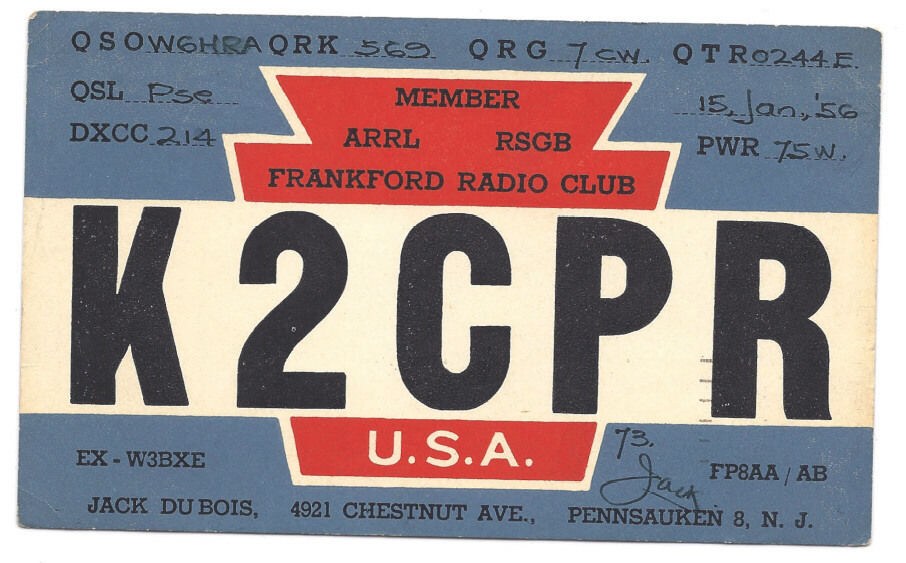 QSO W6HRA QRK 569 QRG 7 cw. QTR 0244 E.
QSL Pse 15, Jan., '56
DXCC 214 PWR 75W.
MEMBER
ARRL RSGB
FRANKFORD RADIO CLUB
K2CPR
U.S.A.
73.
Jack
EX - W3BXE FP8AA / AB
JACK DU BOIS, 4921 CHESTNUT AVE., PENNSAUKEN 8, N. J.